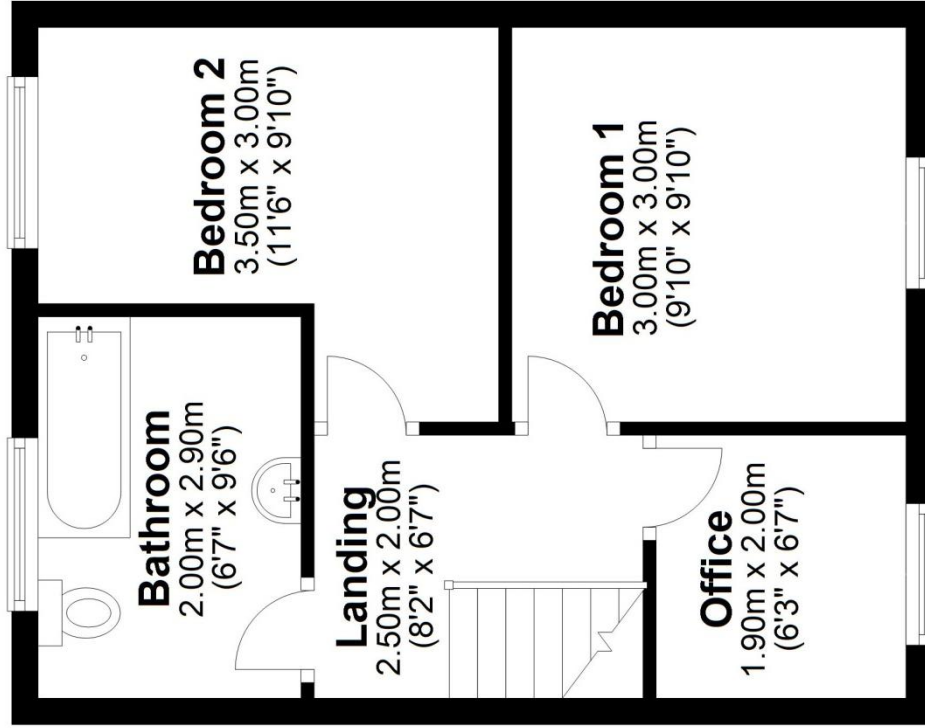 Bedroom 2
3.50m x 3.00m
(11'6" x 9'10")
Bedroom 1
3.00m x 3.00m
(9'10" x 9'10")
Bathroom
2.00m x 2.90m
(6'7" x 9'6")
Landing
2.50m x 2.00m
(8'2" x 6'7")
Office
1.90m x 2.00m
(6'3" x 6'7")